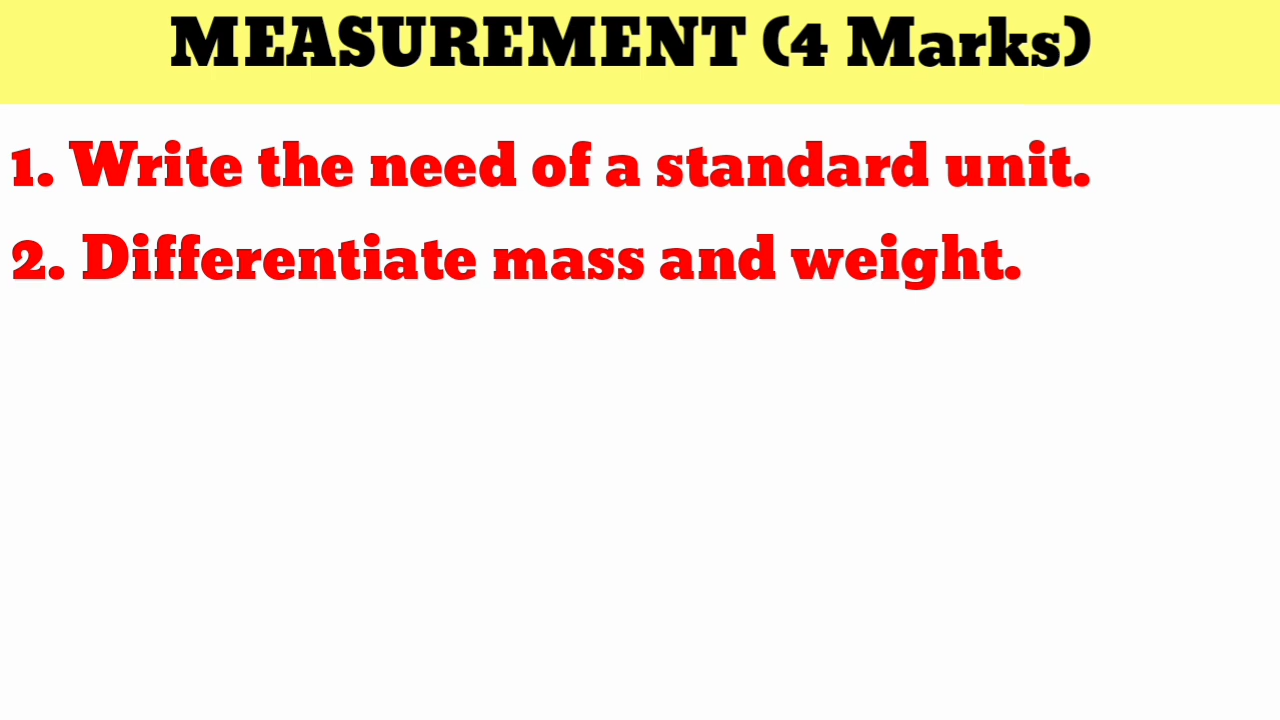 MEASUREMENT (4 Marks)
1. Write the need of a standard unit.
2. Differentiate mass and weight.